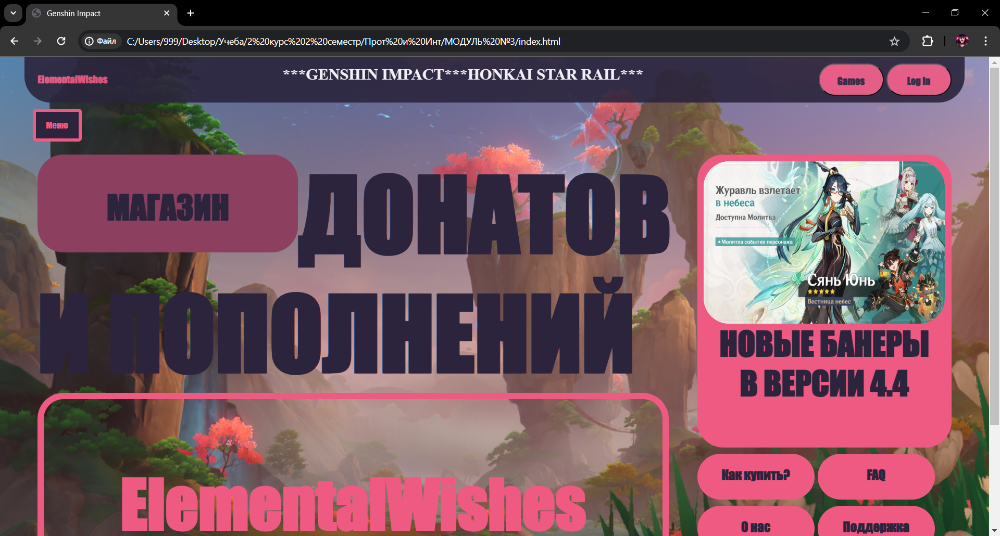 Genshin Impact
Файл
C:/Users/999/Desktop/Учеба/2%20курс%202%20семестр/Прот%20и%20Инт/МОДУЛЬ%20№3/index.html
ElementalWishes
***GENSHIN IMPACT***HONKAI STAR RAIL***
Games
Log In
Меню
МАГАЗИН
ДОНАТОВ
И ПОПОЛНЕНИЙ
Журавль взлетает
в небеса
Доступна Молитва
+Молитва события персонажа
UP!
Сянь Юнь
★★★★★
Вестница небес
НОВЫЕ БАНЕРЫ
В ВЕРСИИ 4.4
ElementalWishes
Как купить?
FAQ
О нас
Поддержка